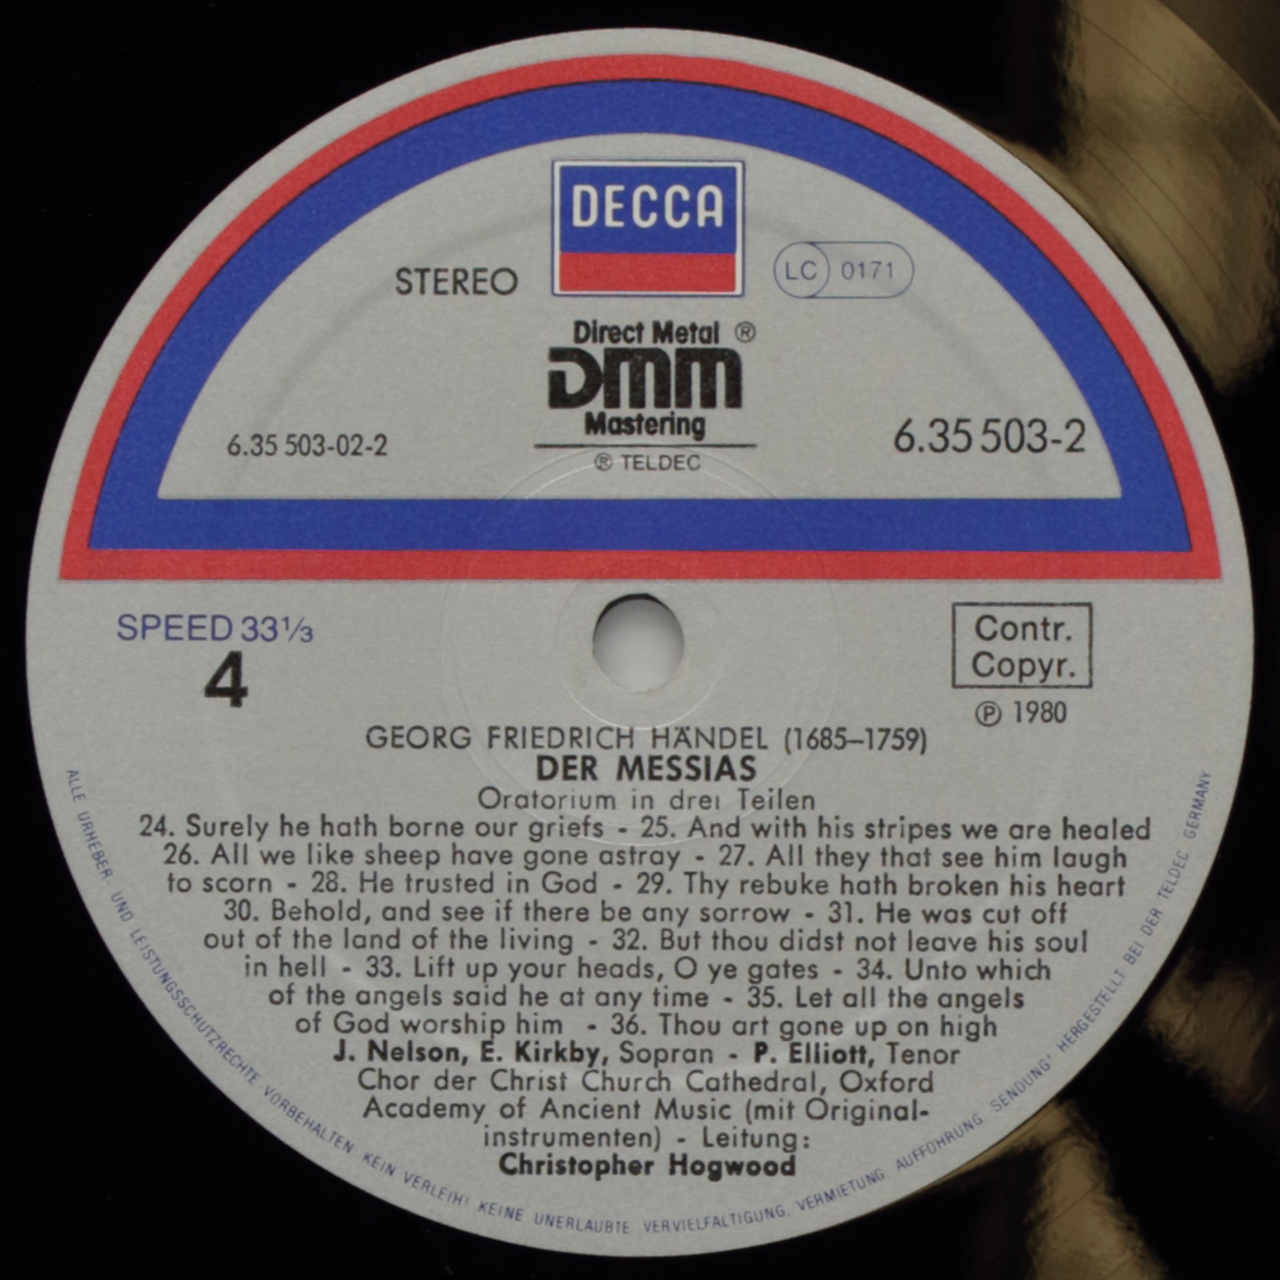 DECCA
STEREO
LC 0171
Direct Metal ®
DMM
Mastering
® TELDEC
6.35 503-02-2
6.35 503-2
SPEED 33⅓
4
Contr.
Copyr.
℗ 1980
GEORG FRIEDRICH HÄNDEL (1685–1759)
DER MESSIAS
Oratorium in drei Teilen
24. Surely he hath borne our griefs - 25. And with his stripes we are healed
26. All we like sheep have gone astray - 27. All they that see him laugh
to scorn - 28. He trusted in God - 29. Thy rebuke hath broken his heart
30. Behold, and see if there be any sorrow - 31. He was cut off
out of the land of the living - 32. But thou didst not leave his soul
in hell - 33. Lift up your heads, O ye gates - 34. Unto which
of the angels said he at any time - 35. Let all the angels
of God worship him - 36. Thou art gone up on high
J. Nelson, E. Kirkby, Sopran - P. Elliott, Tenor
Chor der Christ Church Cathedral, Oxford
Academy of Ancient Music (mit Original-
instrumenten) - Leitung:
Christopher Hogwood
ALLE URHEBER- UND LEISTUNGSSCHUTZRECHTE VORBEHALTEN KEIN VERLEIH! KEINE UNERLAUBTE VERVIELFÄLTIGUNG, VERMIETUNG, AUFFÜHRUNG, SENDUNG! HERGESTELLT BEI DER TELDEC GERMANY